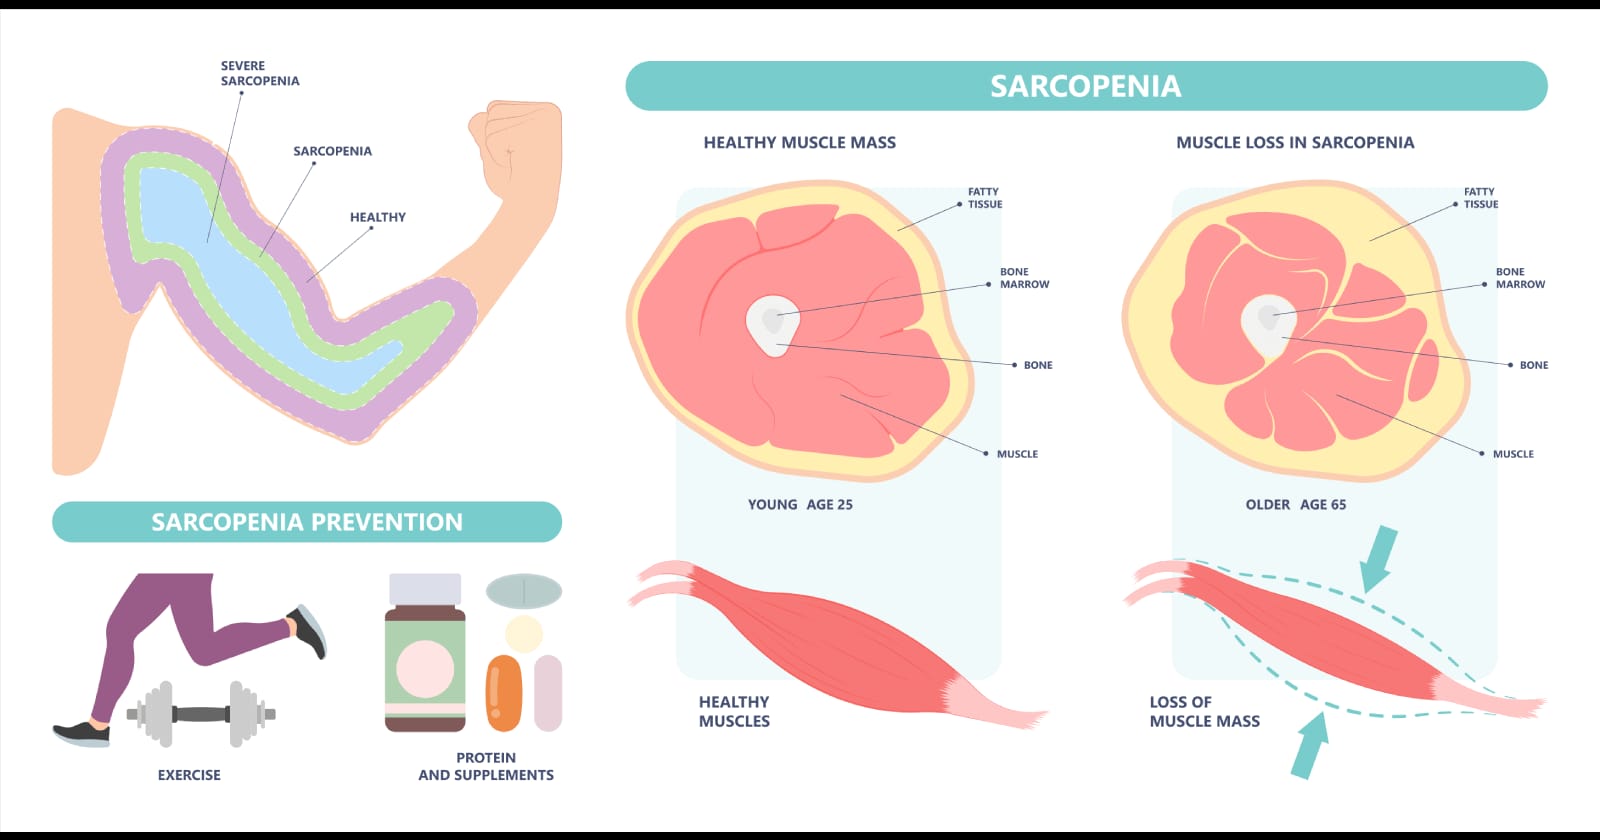 SEVERE
SARCOPENIA
SARCOPENIA
HEALTHY
SARCOPENIA PREVENTION
EXERCISE
PROTEIN
AND SUPPLEMENTS
SARCOPENIA
HEALTHY MUSCLE MASS
FATTY
TISSUE
BONE
MARROW
BONE
MUSCLE
YOUNG AGE 25
HEALTHY
MUSCLES
MUSCLE LOSS IN SARCOPENIA
FATTY
TISSUE
BONE
MARROW
BONE
MUSCLE
OLDER AGE 65
LOSS OF
MUSCLE MASS